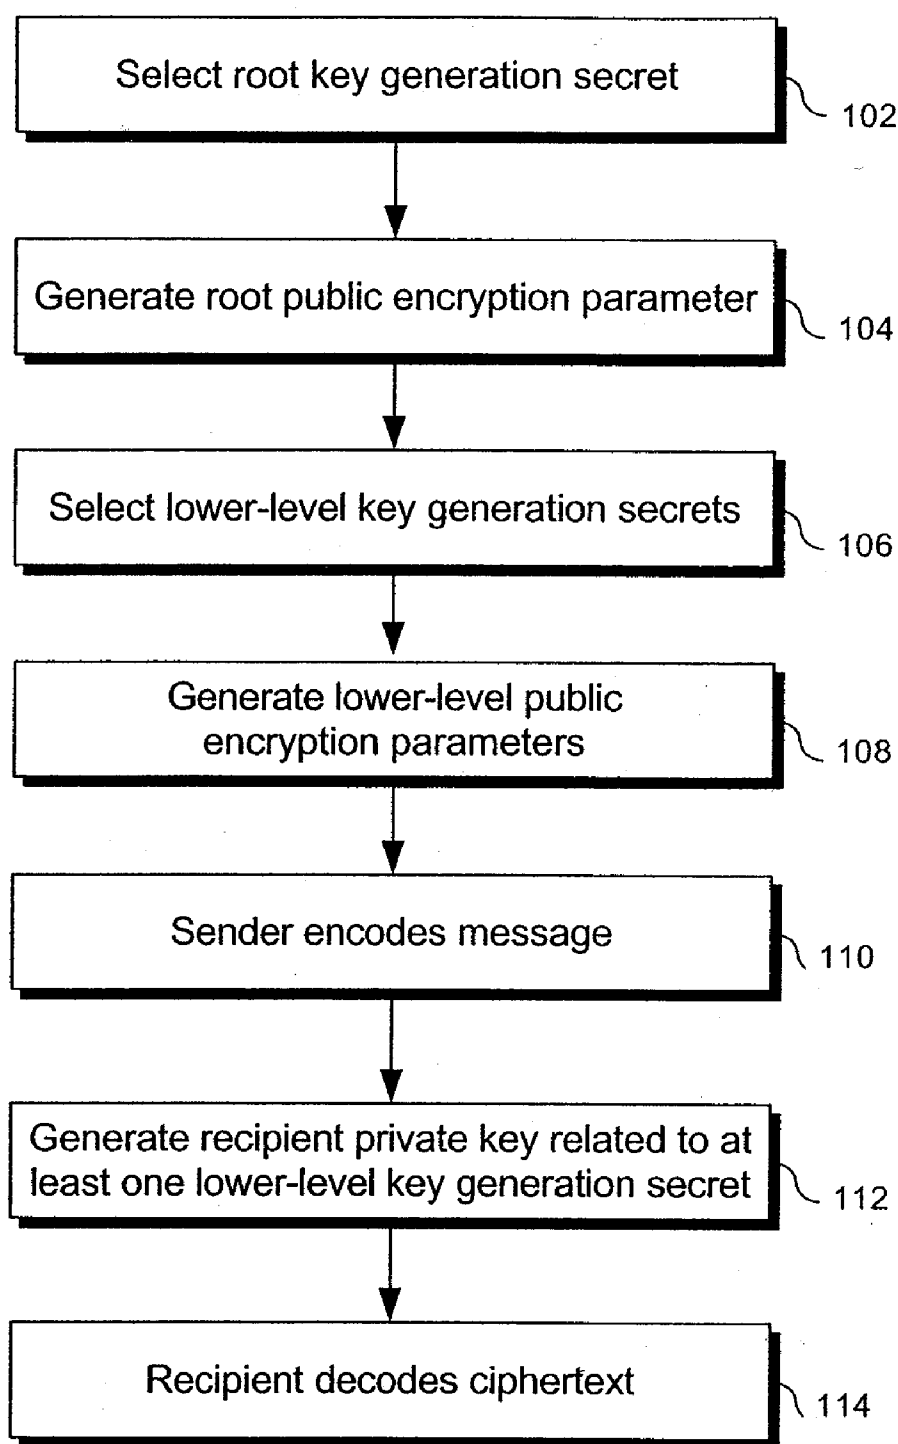 Select root key generation secret
102
Generate root public encryption parameter
104
Select lower-level key generation secrets
106
Generate lower-level public
encryption parameters
108
Sender encodes message
110
Generate recipient private key related to at
least one lower-level key generation secret
112
Recipient decodes ciphertext
114